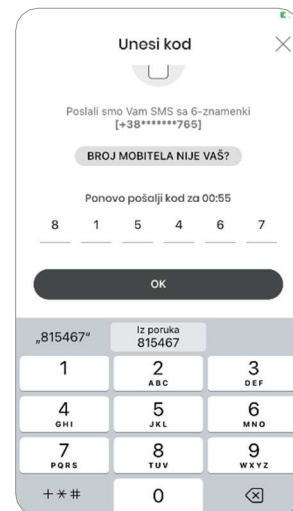 Unesi kod
Poslali smo Vam SMS sa 6-znamenki
[+38*******765]
BROJ MOBITELA NIJE VAŠ?
Ponovo pošalji kod za 00:55
8 1 5 4 6 7
OK
„815467“
Iz poruka
815467
1 2 3
ABC DEF
4 5 6
GHI JKL MNO
7 8 9
PQRS TUV WXYZ
+*# 0